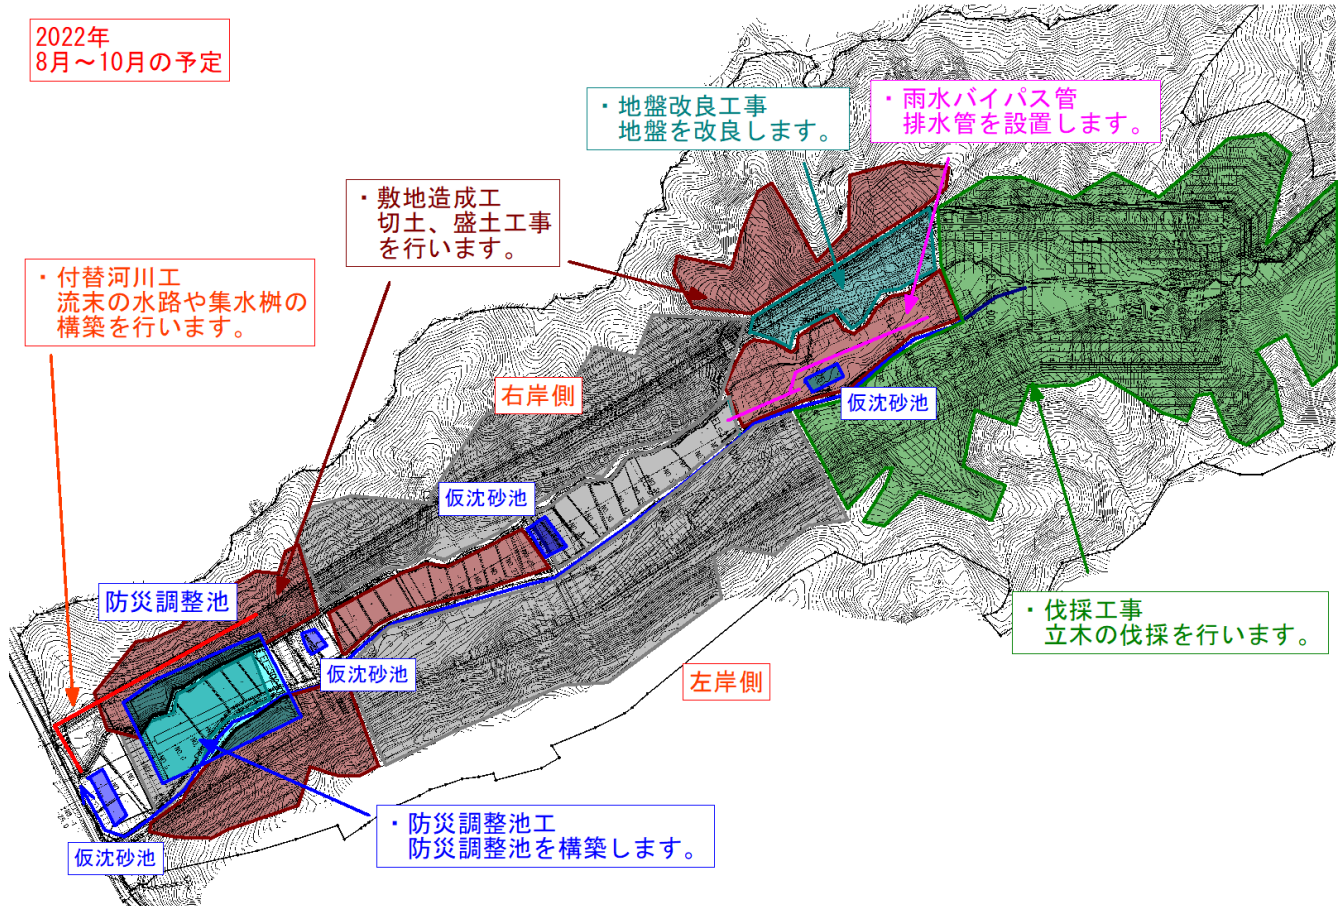 2022年
8月～10月の予定
・地盤改良工事
地盤を改良します。
・雨水バイパス管
排水管を設置します。
・敷地造成工
切土、盛土工事
を行います。
・付替河川工
流末の水路や集水桝の
構築を行います。
右岸側
仮沈砂池
仮沈砂池
防災調整池
仮沈砂池
左岸側
・伐採工事
立木の伐採を行います。
・防災調整池工
防災調整池を構築します。
仮沈砂池